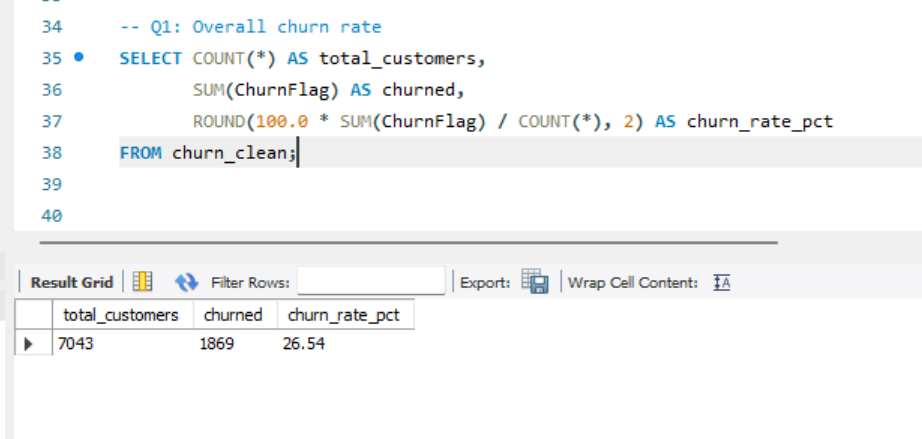 34 -- Q1: Overall churn rate
35 SELECT COUNT(*) AS total_customers,
36 SUM(ChurnFlag) AS churned,
37 ROUND(100.0 * SUM(ChurnFlag) / COUNT(*), 2) AS churn_rate_pct
38 FROM churn_clean;
39
40
Result Grid Filter Rows: Export: Wrap Cell Content: IA
total_customers churned churn_rate_pct
7043 1869 26.54